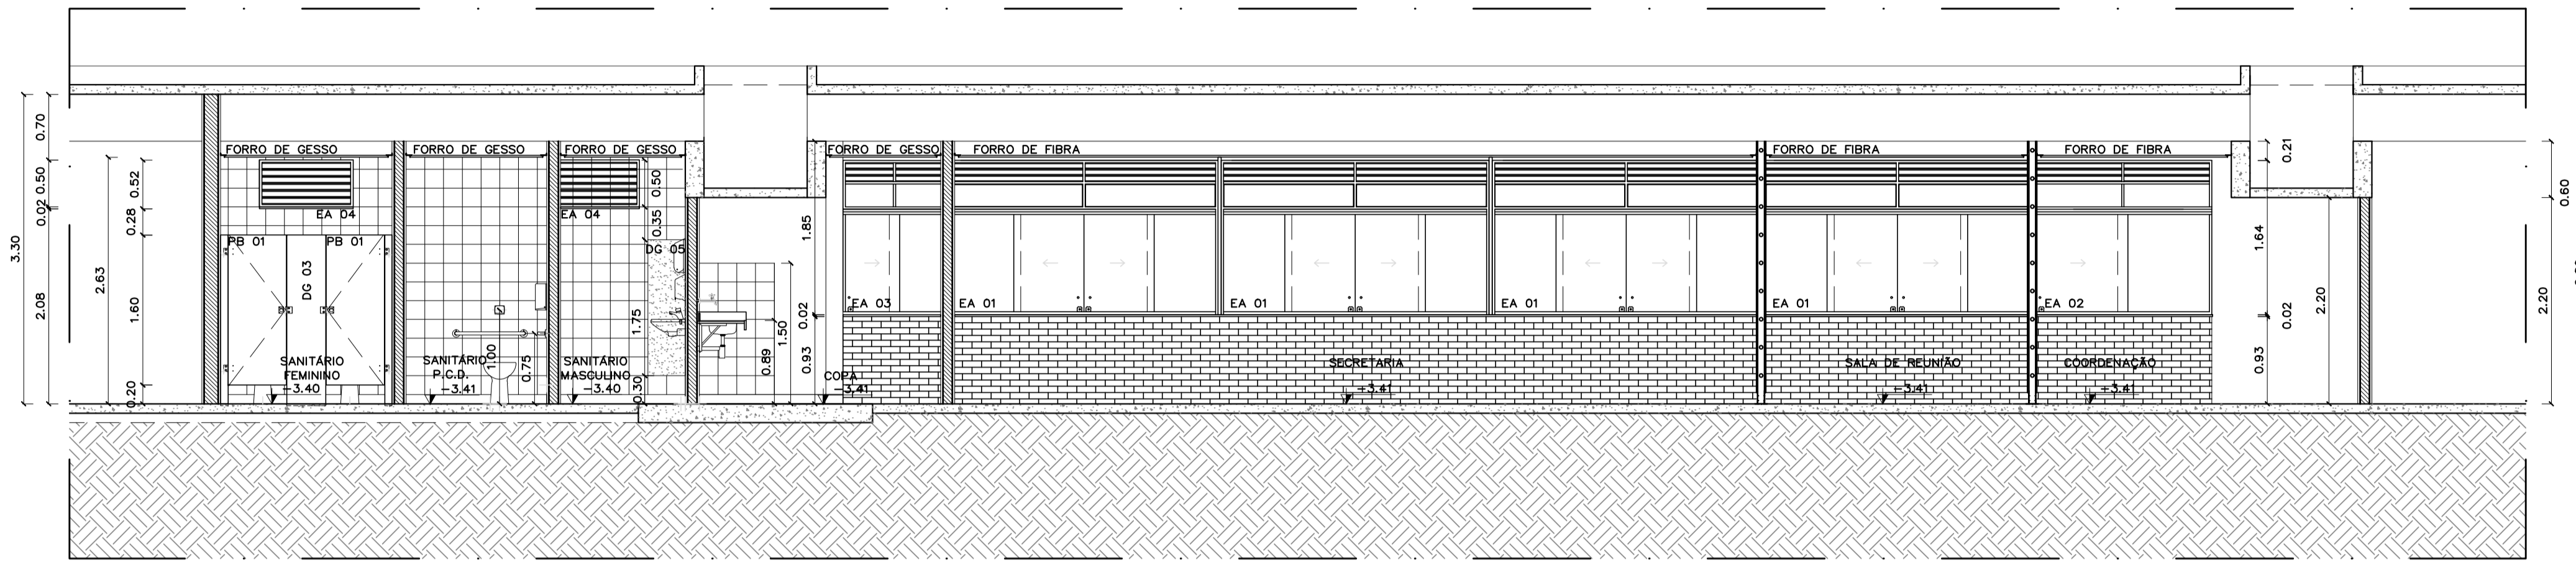 FORRO DE GESSO
FORRO DE GESSO
FORRO DE GESSO
FORRO DE GESSO
FORRO DE FIBRA
FORRO DE FIBRA
FORRO DE FIBRA
3.30
0.70
0.50
0.02
2.08
2.63
0.52
0.28
1.60
0.20
EA 04
PB 01
PB 01
DG 03
SANITÁRIO
FEMININO
-3.40
SANITÁRIO
P.C.D.
-3.41
1.00
0.75
EA 04
SANITÁRIO
MASCULINO
-3.40
0.50
0.35
DG 05
1.75
0.30
0.89
1.50
1.85
0.02
0.93
COPA
-3.41
EA 03
EA 01
EA 01
EA 01
EA 01
EA 02
SECRETARIA
-3.41
SALA DE REUNIÃO
-3.41
COORDENAÇÃO
-3.41
0.21
1.64
0.02
0.93
2.20
0.60
2.20